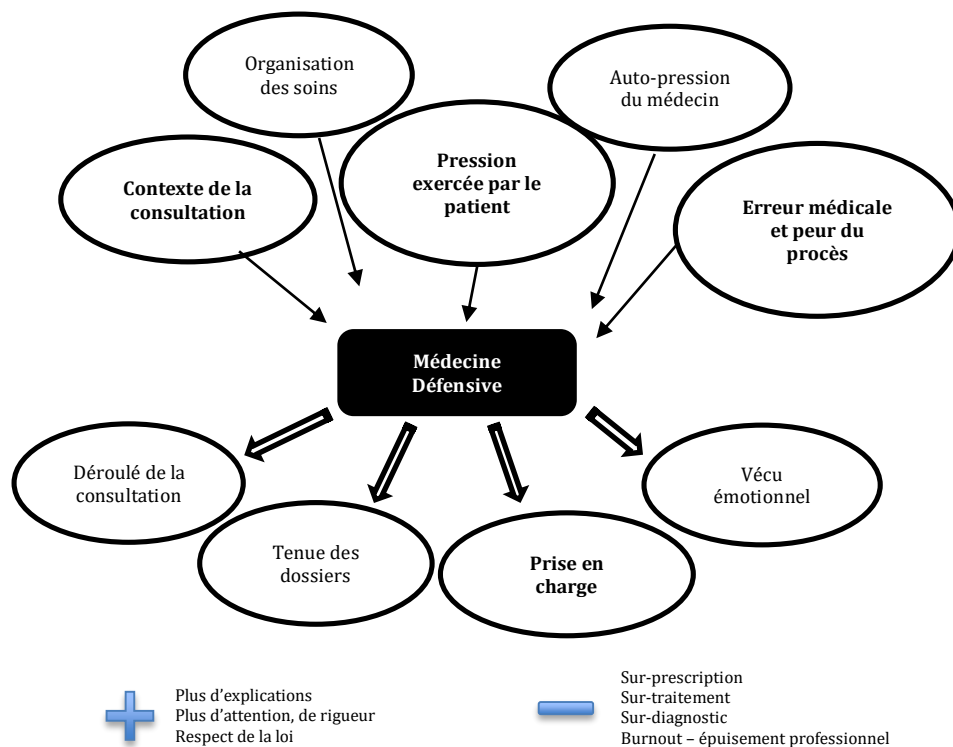 Organisation
des soins
Auto-pression
du médecin
Contexte de la
consultation
Pression
exercée par le
patient
Erreur médicale
et peur du
procès
Médecine
Défensive
Déroulé de la
consultation
Tenue des
dossiers
Prise en
charge
Vécu
émotionnel
Plus d’explications
Plus d’attention, de rigueur
Respect de la loi
Sur-prescription
Sur-traitement
Sur-diagnostic
Burnout – épuisement professionnel